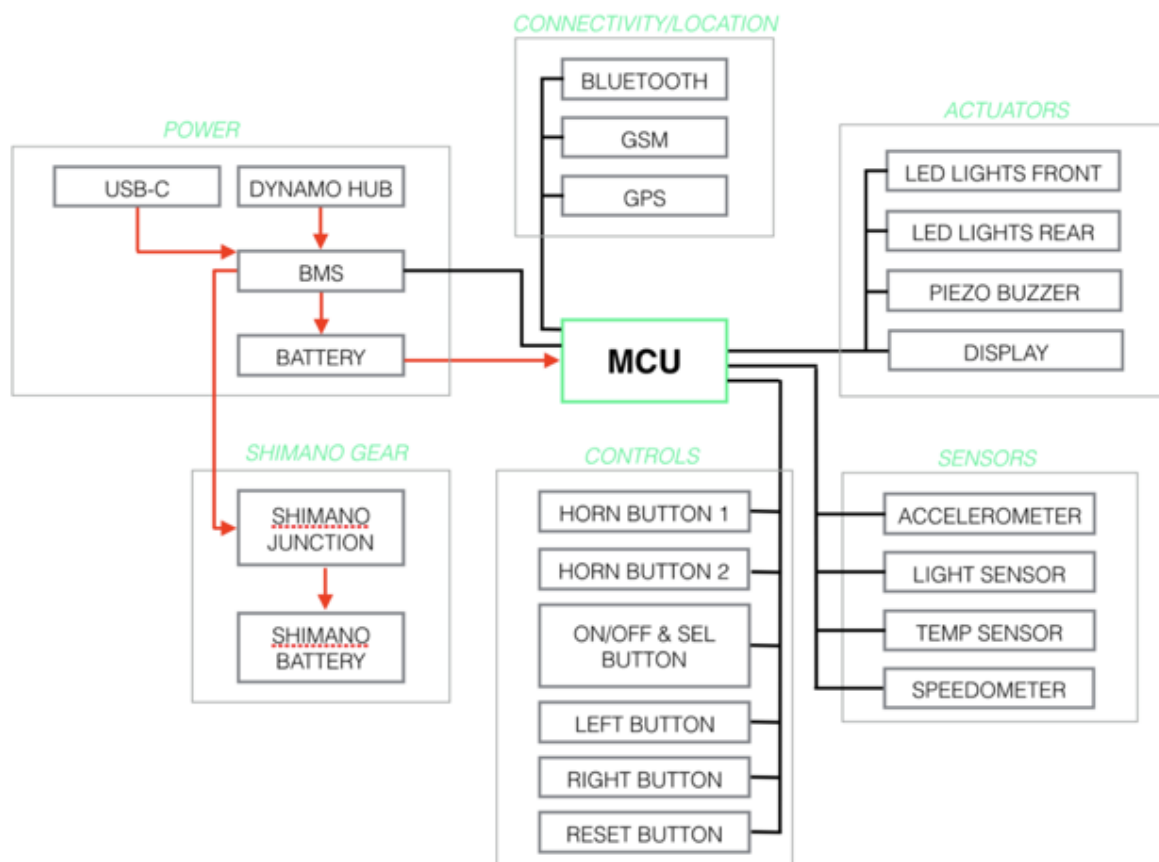 CONNECTIVITY/LOCATION
BLUETOOTH
GSM
GPS
POWER
USB-C
DYNAMO HUB
BMS
BATTERY
ACTUATORS
LED LIGHTS FRONT
LED LIGHTS REAR
PIEZO BUZZER
DISPLAY
MCU
SHIMANO GEAR
SHIMANO
JUNCTION
SHIMANO
BATTERY
CONTROLS
HORN BUTTON 1
HORN BUTTON 2
ON/OFF & SEL
BUTTON
LEFT BUTTON
RIGHT BUTTON
RESET BUTTON
SENSORS
ACCELEROMETER
LIGHT SENSOR
TEMP SENSOR
SPEEDOMETER